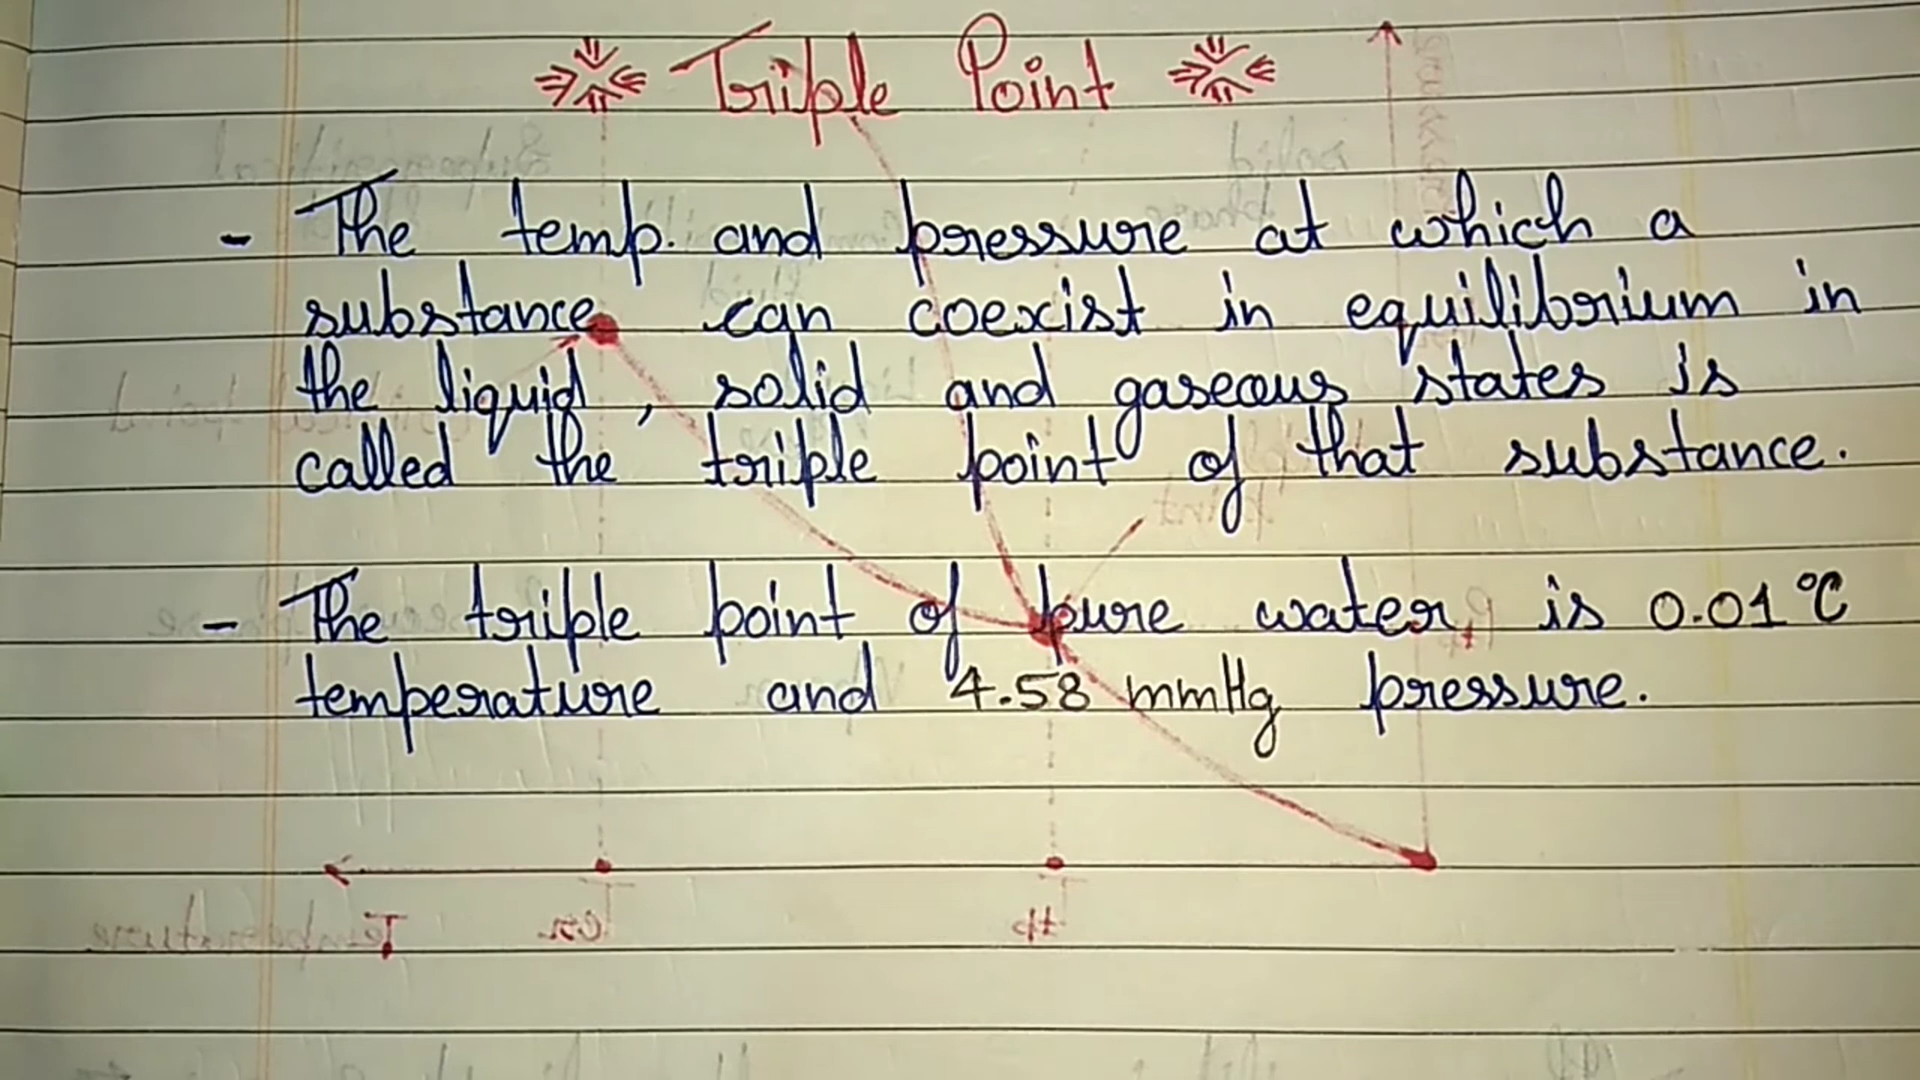 Triple Point
- The temp. and pressure at which a
substance can coexist in equilibrium in
the liquid, solid and gaseous states is
called the triple point of that substance.
- The triple point of pure water is 0.01 °C
temperature and 4.58 mmHg pressure.
Temperature